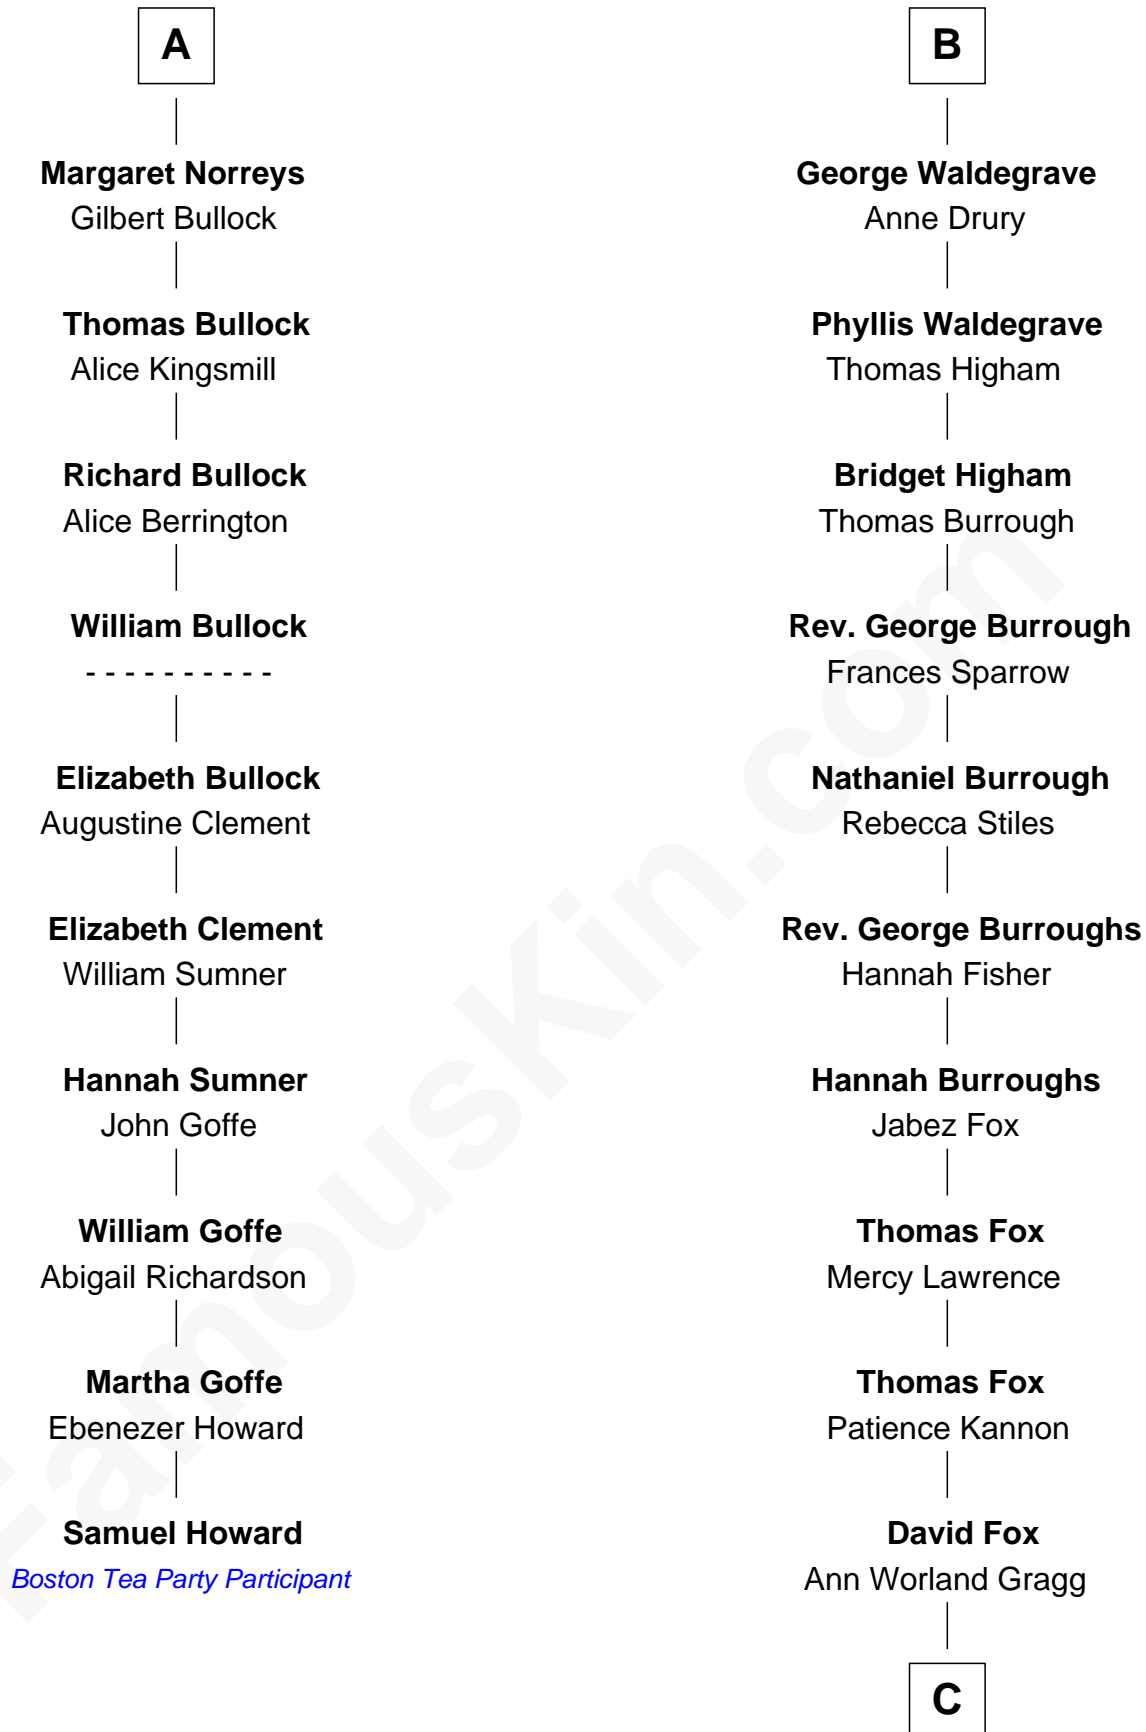 A
Margaret Norreys
Gilbert Bullock
Thomas Bullock
Alice Kingsmill
Richard Bullock
Alice Berrington
William Bullock
- - - - - - - - - -
Elizabeth Bullock
Augustine Clement
Elizabeth Clement
William Sumner
Hannah Sumner
John Goffe
William Goffe
Abigail Richardson
Martha Goffe
Ebenezer Howard
Samuel Howard
Boston Tea Party Participant
B
George Waldegrave
Anne Drury
Phyllis Waldegrave
Thomas Higham
Bridget Higham
Thomas Burrough
Rev. George Burrough
Frances Sparrow
Nathaniel Burrough
Rebecca Stiles
Rev. George Burroughs
Hannah Fisher
Hannah Burroughs
Jabez Fox
Thomas Fox
Mercy Lawrence
Thomas Fox
Patience Kannon
David Fox
Ann Worland Gragg
C
FamousKin.com